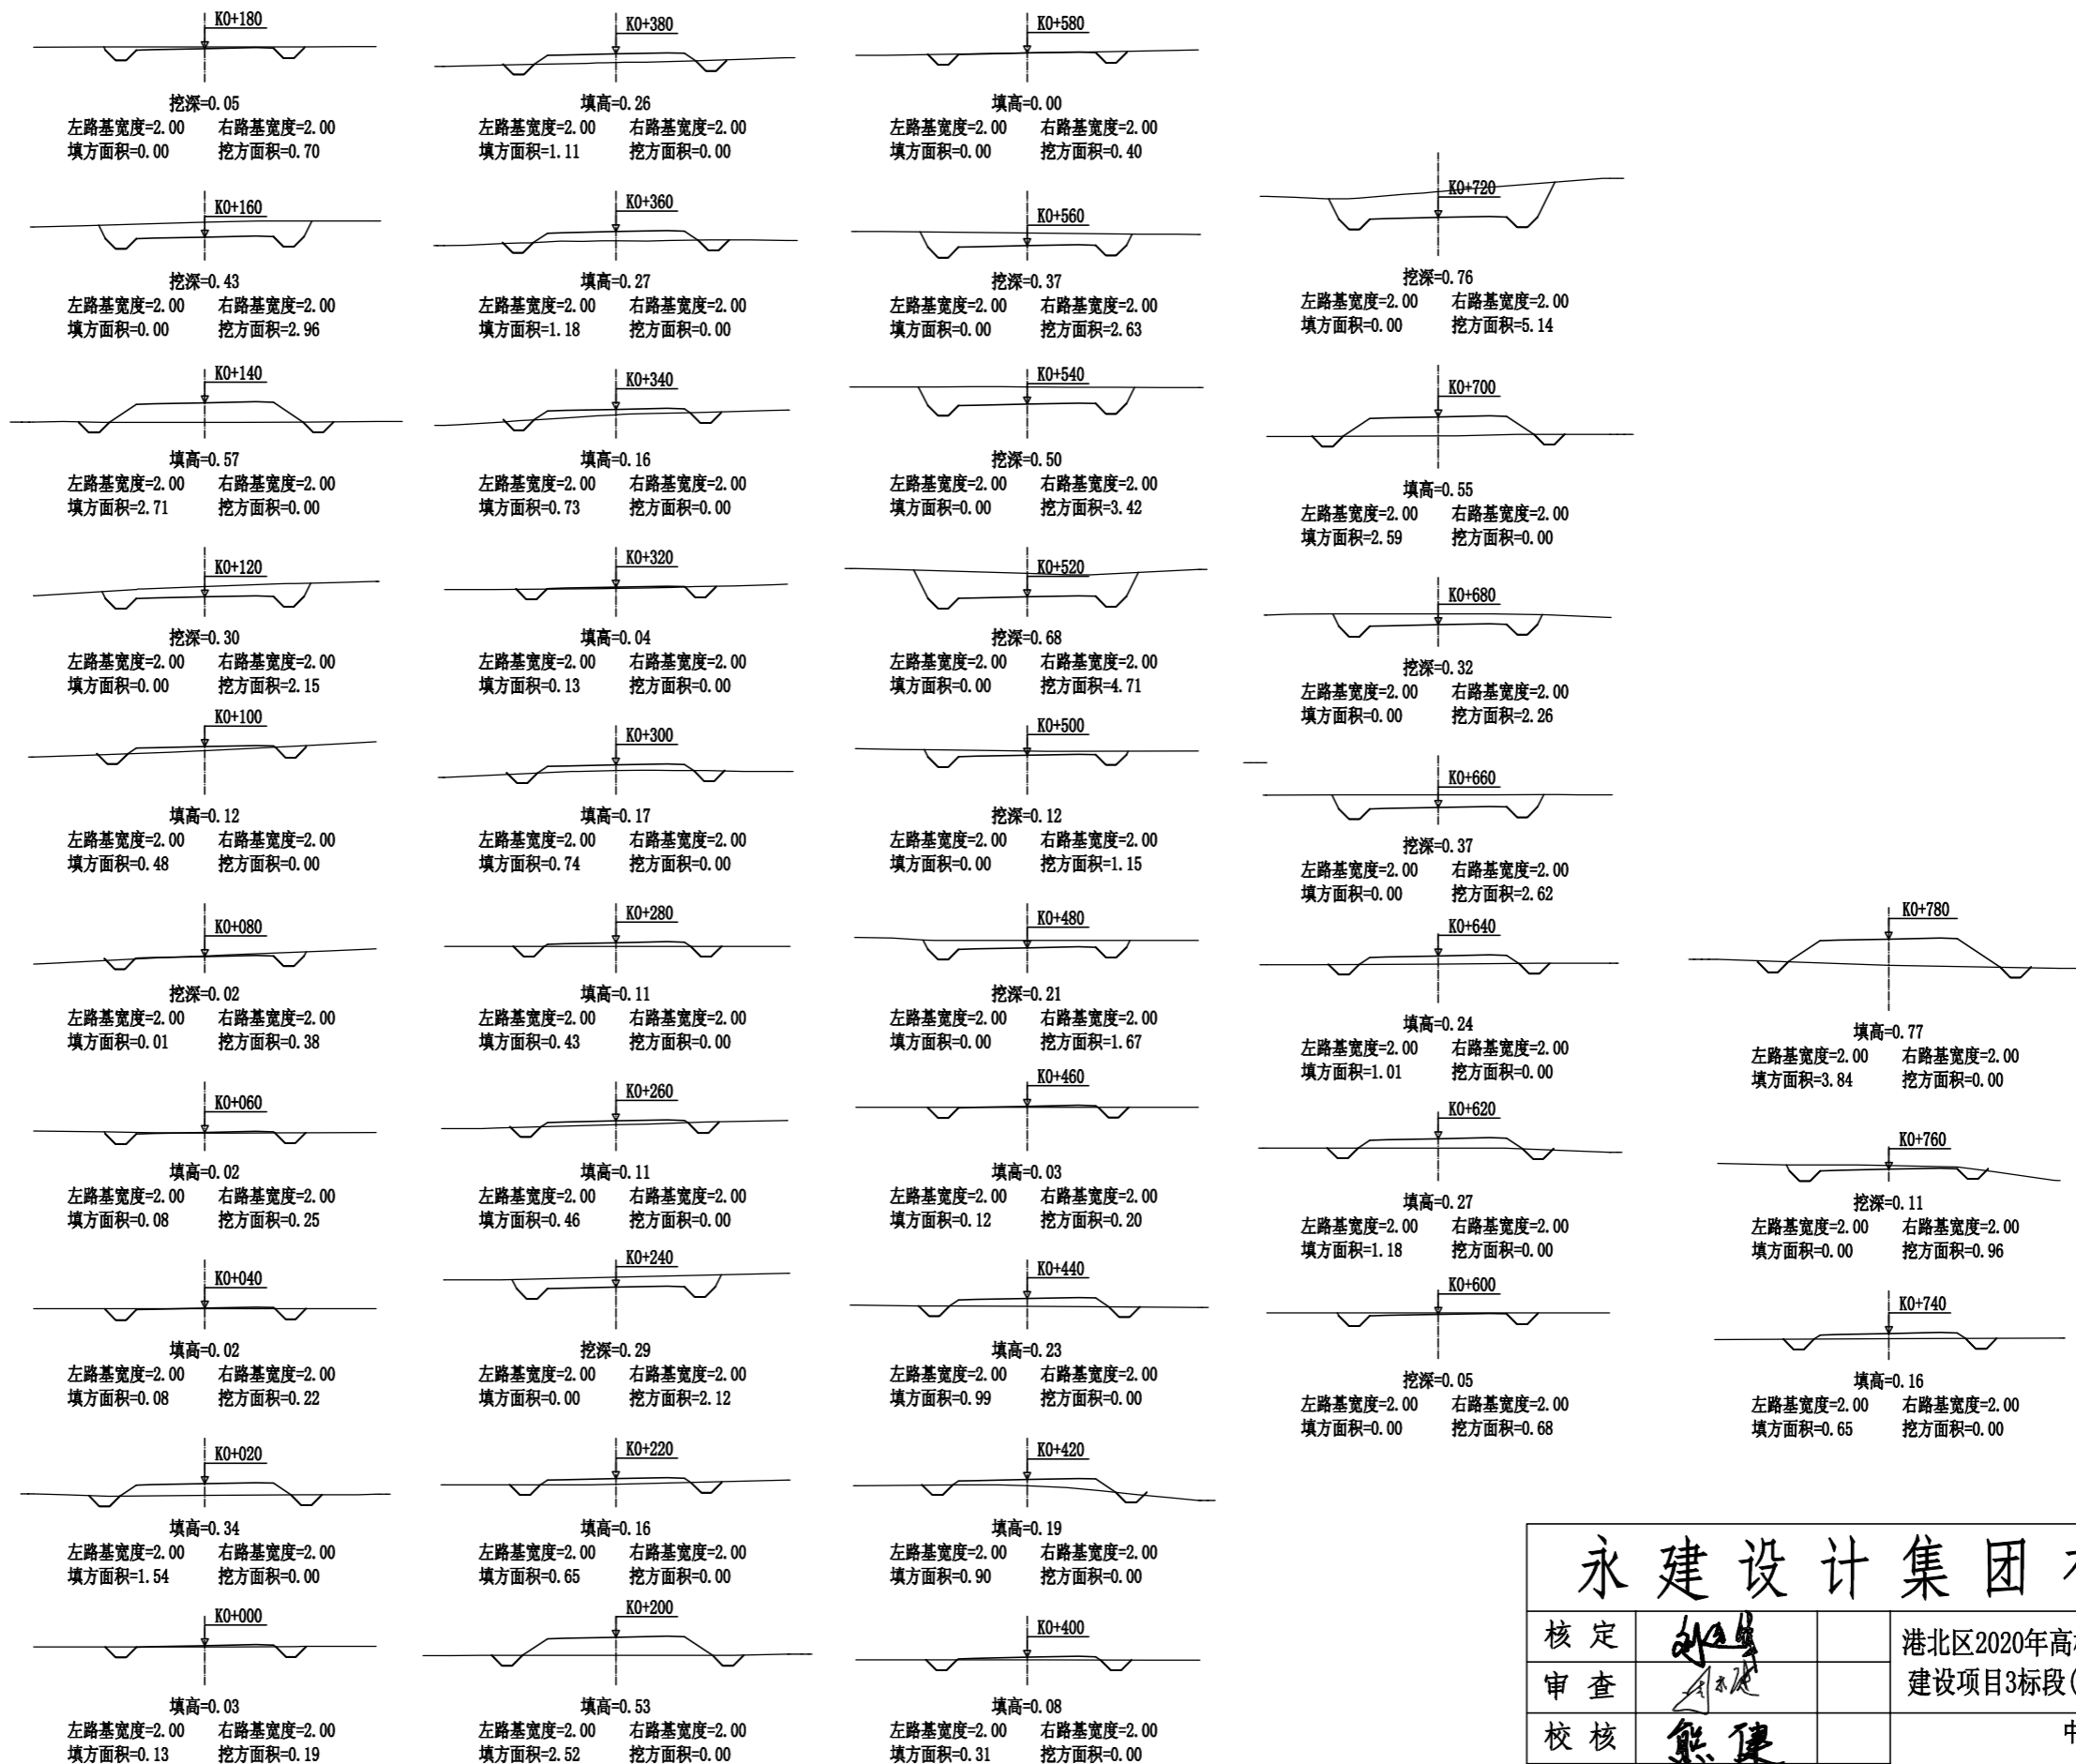 K0+180
挖深=0.05
左路基宽度=2.00 右路基宽度=2.00
填方面积=0.00 挖方面积=0.70
K0+160
挖深=0.43
左路基宽度=2.00 右路基宽度=2.00
填方面积=0.00 挖方面积=2.96
K0+140
填高=0.57
左路基宽度=2.00 右路基宽度=2.00
填方面积=2.71 挖方面积=0.00
K0+120
挖深=0.30
左路基宽度=2.00 右路基宽度=2.00
填方面积=0.00 挖方面积=2.15
K0+100
填高=0.12
左路基宽度=2.00 右路基宽度=2.00
填方面积=0.48 挖方面积=0.00
K0+080
挖深=0.02
左路基宽度=2.00 右路基宽度=2.00
填方面积=0.01 挖方面积=0.38
K0+060
填高=0.02
左路基宽度=2.00 右路基宽度=2.00
填方面积=0.08 挖方面积=0.25
K0+040
填高=0.02
左路基宽度=2.00 右路基宽度=2.00
填方面积=0.08 挖方面积=0.22
K0+020
填高=0.34
左路基宽度=2.00 右路基宽度=2.00
填方面积=1.54 挖方面积=0.00
K0+000
填高=0.03
左路基宽度=2.00 右路基宽度=2.00
填方面积=0.13 挖方面积=0.19
K0+380
填高=0.26
左路基宽度=2.00 右路基宽度=2.00
填方面积=1.11 挖方面积=0.00
K0+360
填高=0.27
左路基宽度=2.00 右路基宽度=2.00
填方面积=1.18 挖方面积=0.00
K0+340
填高=0.16
左路基宽度=2.00 右路基宽度=2.00
填方面积=0.73 挖方面积=0.00
K0+320
填高=0.04
左路基宽度=2.00 右路基宽度=2.00
填方面积=0.13 挖方面积=0.00
K0+300
填高=0.17
左路基宽度=2.00 右路基宽度=2.00
填方面积=0.74 挖方面积=0.00
K0+280
填高=0.11
左路基宽度=2.00 右路基宽度=2.00
填方面积=0.43 挖方面积=0.00
K0+260
填高=0.11
左路基宽度=2.00 右路基宽度=2.00
填方面积=0.46 挖方面积=0.00
K0+240
挖深=0.29
左路基宽度=2.00 右路基宽度=2.00
填方面积=0.00 挖方面积=2.12
K0+220
填高=0.16
左路基宽度=2.00 右路基宽度=2.00
填方面积=0.65 挖方面积=0.00
K0+200
填高=0.53
左路基宽度=2.00 右路基宽度=2.00
填方面积=2.52 挖方面积=0.00
K0+580
填高=0.00
左路基宽度=2.00 右路基宽度=2.00
填方面积=0.00 挖方面积=0.40
K0+560
挖深=0.37
左路基宽度=2.00 右路基宽度=2.00
填方面积=0.00 挖方面积=2.63
K0+540
挖深=0.50
左路基宽度=2.00 右路基宽度=2.00
填方面积=0.00 挖方面积=3.42
K0+520
挖深=0.68
左路基宽度=2.00 右路基宽度=2.00
填方面积=0.00 挖方面积=4.71
K0+500
挖深=0.12
左路基宽度=2.00 右路基宽度=2.00
填方面积=0.00 挖方面积=1.15
K0+480
挖深=0.21
左路基宽度=2.00 右路基宽度=2.00
填方面积=0.00 挖方面积=1.67
K0+460
填高=0.03
左路基宽度=2.00 右路基宽度=2.00
填方面积=0.12 挖方面积=0.20
K0+440
填高=0.23
左路基宽度=2.00 右路基宽度=2.00
填方面积=0.99 挖方面积=0.00
K0+420
填高=0.19
左路基宽度=2.00 右路基宽度=2.00
填方面积=0.90 挖方面积=0.00
K0+400
填高=0.08
左路基宽度=2.00 右路基宽度=2.00
填方面积=0.31 挖方面积=0.00
K0+720
挖深=0.76
左路基宽度=2.00 右路基宽度=2.00
填方面积=0.00 挖方面积=5.14
K0+700
填高=0.55
左路基宽度=2.00 右路基宽度=2.00
填方面积=2.59 挖方面积=0.00
K0+680
挖深=0.32
左路基宽度=2.00 右路基宽度=2.00
填方面积=0.00 挖方面积=2.26
K0+660
挖深=0.37
左路基宽度=2.00 右路基宽度=2.00
填方面积=0.00 挖方面积=2.62
K0+640
填高=0.24
左路基宽度=2.00 右路基宽度=2.00
填方面积=1.01 挖方面积=0.00
K0+620
填高=0.27
左路基宽度=2.00 右路基宽度=2.00
填方面积=1.18 挖方面积=0.00
K0+600
挖深=0.05
左路基宽度=2.00 右路基宽度=2.00
填方面积=0.00 挖方面积=0.68
K0+780
填高=0.77
左路基宽度=2.00 右路基宽度=2.00
填方面积=3.84 挖方面积=0.00
K0+760
挖深=0.11
左路基宽度=2.00 右路基宽度=2.00
填方面积=0.00 挖方面积=0.96
K0+740
填高=0.16
左路基宽度=2.00 右路基宽度=2.00
填方面积=0.65 挖方面积=0.00
永建设计集团
核定
审查
校核 熊健
港北区2020年高
建设项目3标段(